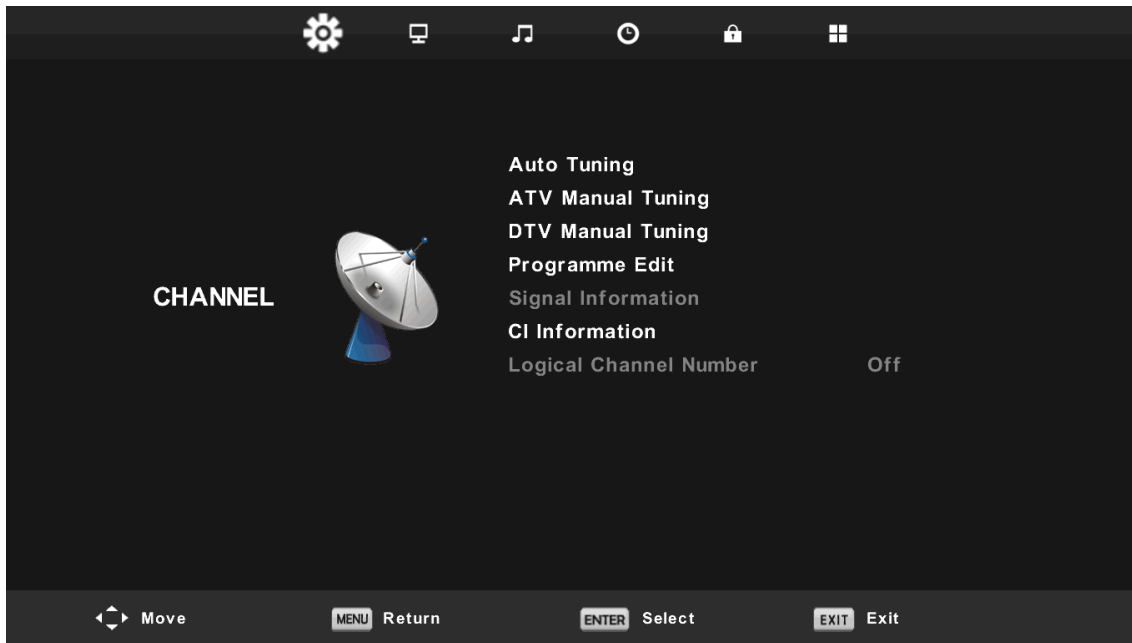 Auto Tuning
ATV Manual Tuning
DTV Manual Tuning
Programme Edit
CHANNEL
Signal Information
CI Information
Logical Channel Number Off
Move MENU Return ENTER Select EXIT Exit